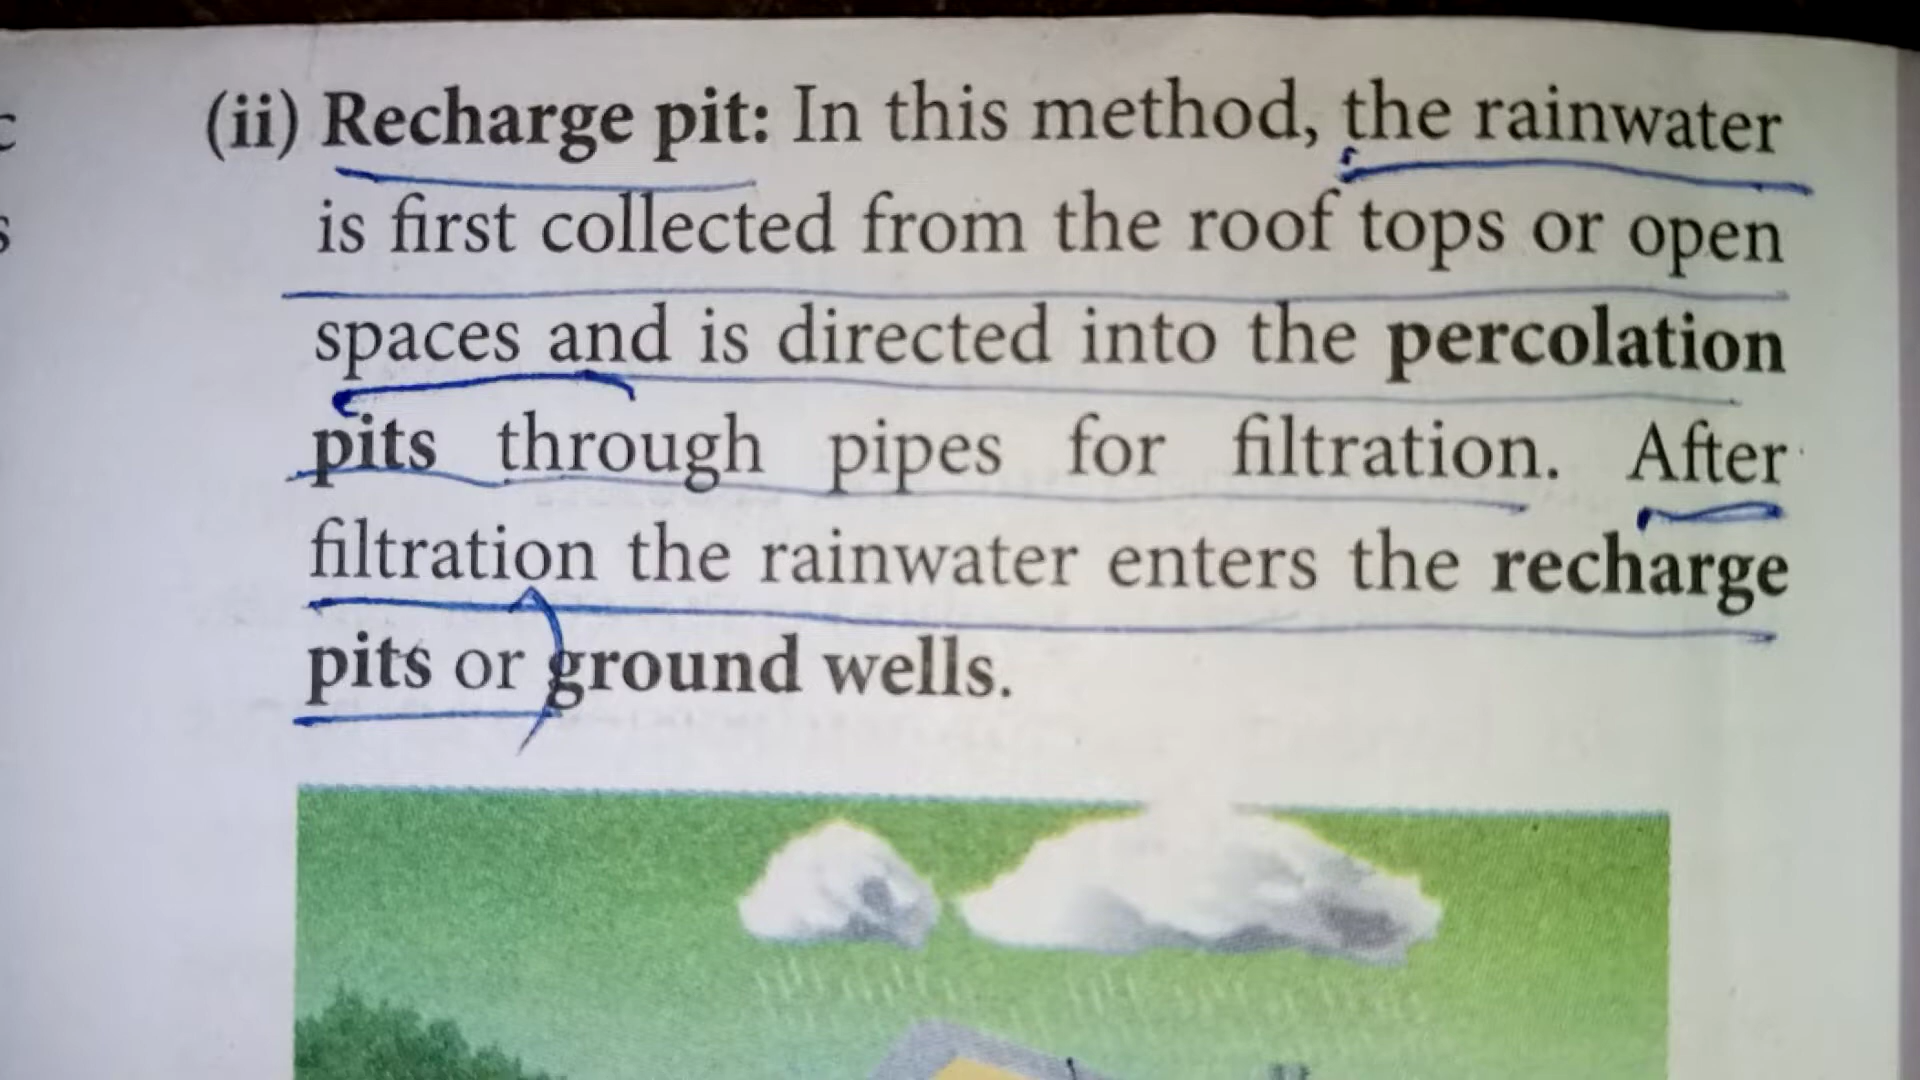 (ii) Recharge pit: In this method, the rainwater
is first collected from the roof tops or open
spaces and is directed into the percolation
pits through pipes for filtration. After
filtration the rainwater enters the recharge
pits or ground wells.